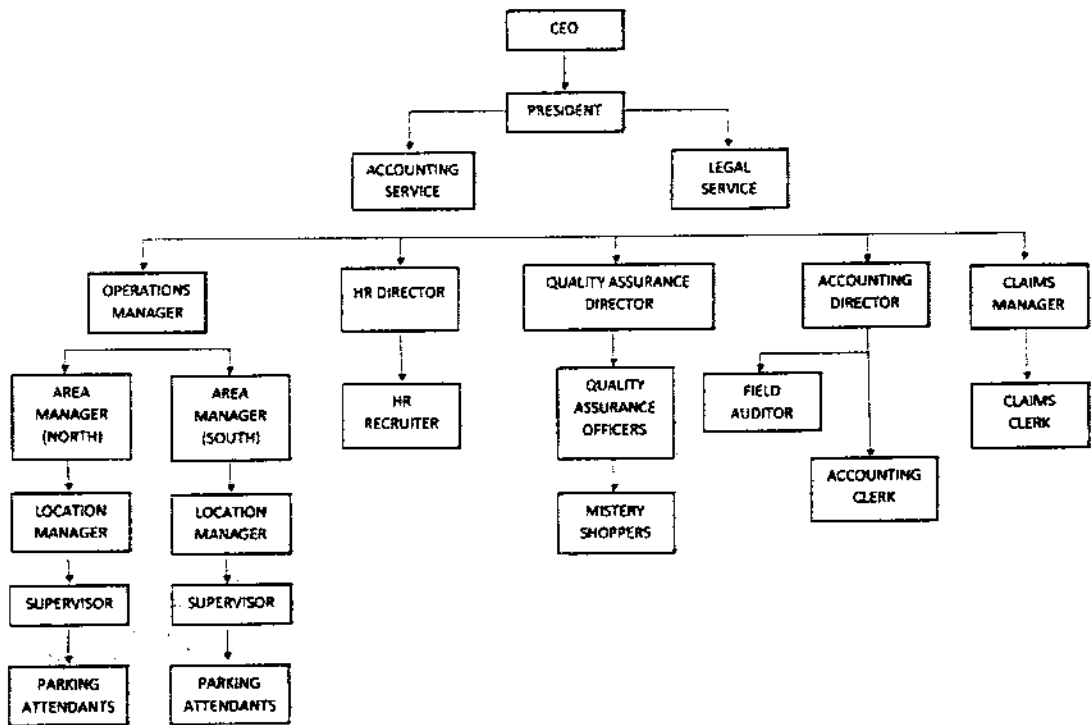 CEO
PRESIDENT
ACCOUNTING
SERVICE
LEGAL
SERVICE
OPERATIONS
MANAGER
HR DIRECTOR
QUALITY ASSURANCE
DIRECTOR
ACCOUNTING
DIRECTOR
CLAIMS
MANAGER
AREA
MANAGER
(NORTH)
AREA
MANAGER
(SOUTH)
HR
RECRUITER
QUALITY
ASSURANCE
OFFICERS
FIELD
AUDITOR
CLAIMS
CLERK
ACCOUNTING
CLERK
LOCATION
MANAGER
LOCATION
MANAGER
MISTERY
SHOPPERS
SUPERVISOR
SUPERVISOR
PARKING
ATTENDANTS
PARKING
ATTENDANTS